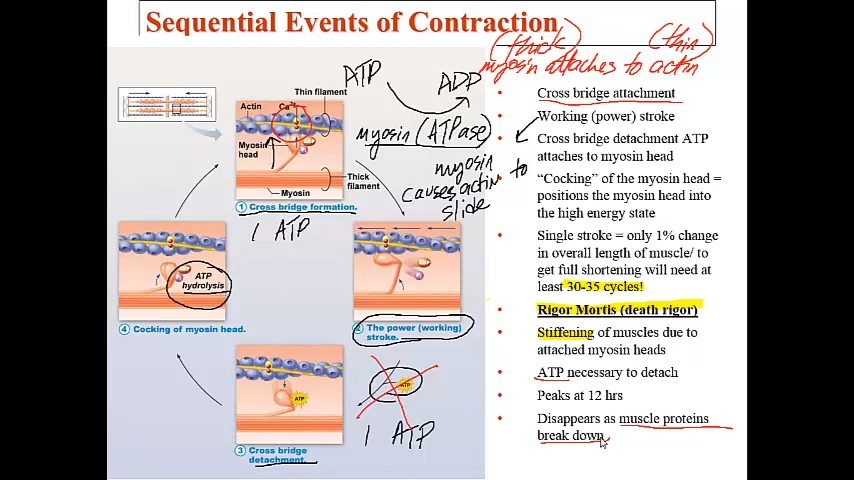 Sequential Events of Contraction
(thick) (thin)
myosin attaches to actin
ATP
ADP
myosin (ATPase)
myosin
causes actin to
slide
Thin filament
Actin
Ca2+
Myosin
head
Thick
filament
Myosin
1 Cross bridge formation.
1 ATP
ATP
hydrolysis
4 Cocking of myosin head.
2 The power (working)
stroke.
ATP
3 Cross bridge
detachment.
ATP
1 ATP
• Cross bridge attachment
• Working (power) stroke
• Cross bridge detachment ATP
attaches to myosin head
• “Cocking” of the myosin head =
positions the myosin head into
the high energy state
• Single stroke = only 1% change
in overall length of muscle/ to
get full shortening will need at
least 30-35 cycles!
• Rigor Mortis (death rigor)
• Stiffening of muscles due to
attached myosin heads
• ATP necessary to detach
• Peaks at 12 hrs
• Disappears as muscle proteins
break down